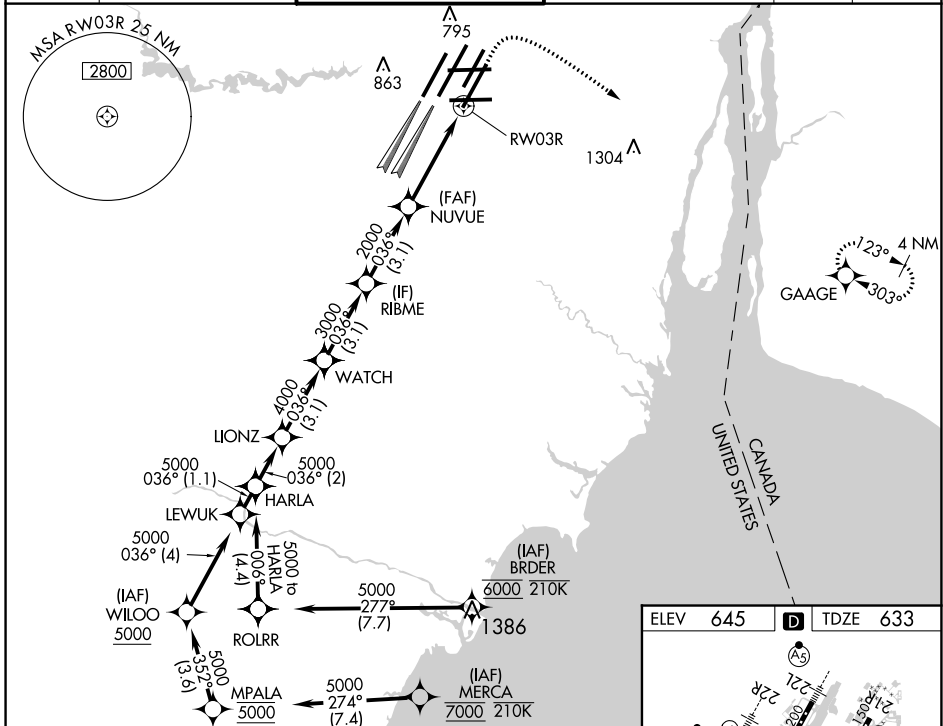 MSA RW03R 25 NM
2800
795
863
RW03R
1304
(FAF)
NUVUE
2000
036°
(3.1)
(IF)
RIBME
3000
036°
(3.1)
WATCH
4000
036°
(3.1)
LIONZ
5000
036° (2)
HARLA
5000
036° (1.1)
LEWUK
5000
036° (4)
(IAF)
WILOO
5000
5000 to
HARLA
006°
(4.4)
ROLRR
5000
277°
(7.7)
(IAF)
BRDER
6000 210K
1386
5000
352°
(3.6)
MPALA
5000
5000
274°
(7.4)
(IAF)
MERCA
7000 210K
GAAGE
123°
4 NM
303°
CANADA
UNITED STATES
ELEV 645
D
TDZE 633
A5
22R
22L
21R